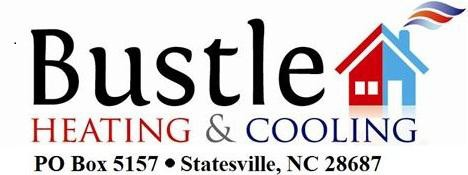 Bustle
HEATING & COOLING
PO Box 5157 • Statesville, NC 28687